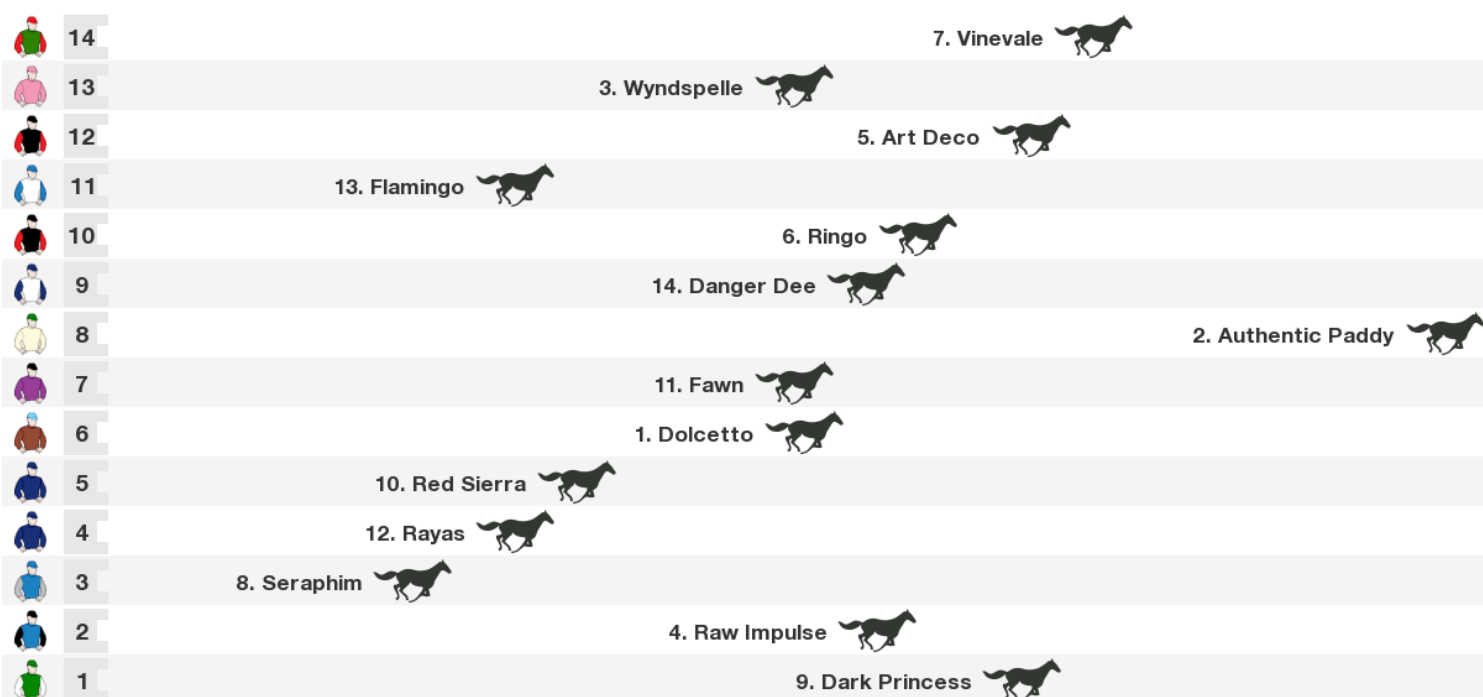 14 7. Vinevale
13 3. Wyndspelle
12 5. Art Deco
11 13. Flamingo
10 6. Ringo
9 14. Danger Dee
8 2. Authentic Paddy
7 11. Fawn
6 1. Dolcetto
5 10. Red Sierra
4 12. Rayas
3 8. Seraphim
2 4. Raw Impulse
1 9. Dark Princess